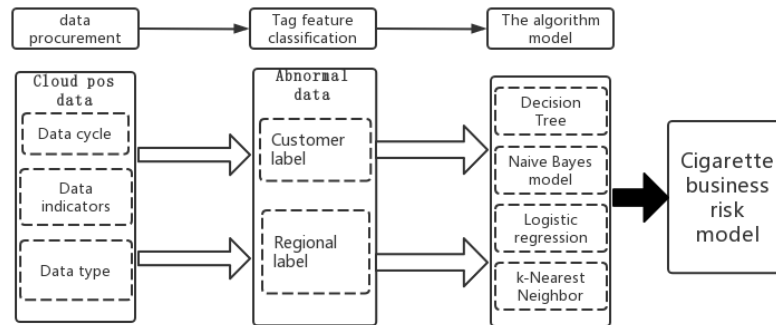 data
procurement
Tag feature
classification
The algorithm
model
Cloud pos
data
Data cycle
Data
indicators
Data type
Abnormal
data
Customer
label
Regional
label
Decision
Tree
Naive Bayes
model
Logistic
regression
k-Nearest
Neighbor
Cigarette
business
risk
model